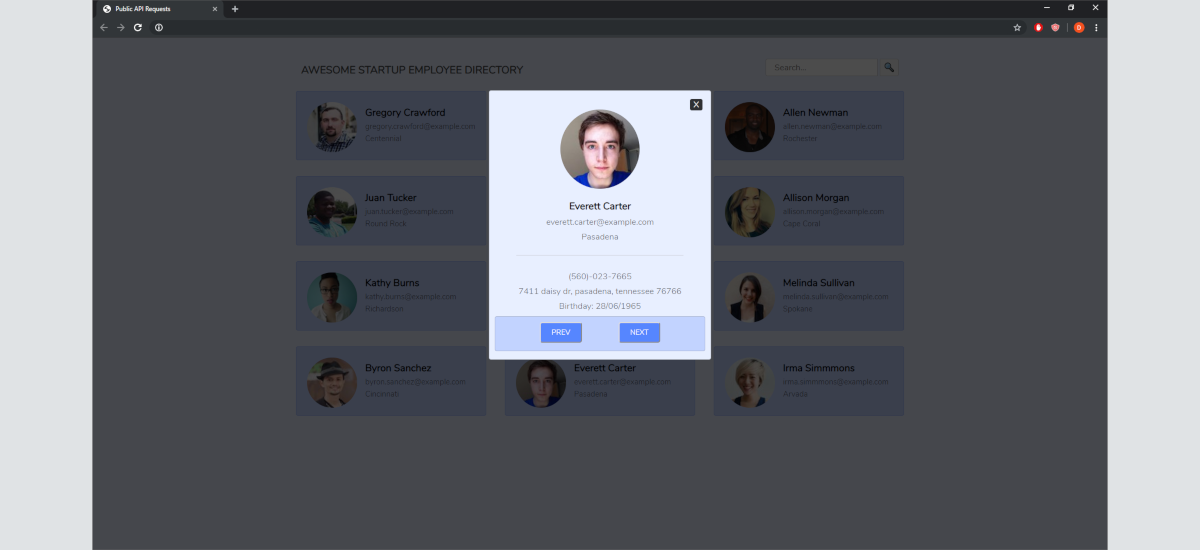 Public API Requests
AWESOME STARTUP EMPLOYEE DIRECTORY
Search...
Gregory Crawford
gregory.crawford@example.com
Centennial
Allen Newman
allen.newman@example.com
Rochester
Juan Tucker
juan.tucker@example.com
Round Rock
Allison Morgan
allison.morgan@example.com
Cape Coral
Kathy Burns
kathy.burns@example.com
Richardson
Melinda Sullivan
melinda.sullivan@example.com
Spokane
Byron Sanchez
byron.sanchez@example.com
Cincinnati
Everett Carter
everett.carter@example.com
Pasadena
Irma Simmmons
irma.simmmons@example.com
Arvada
X
Everett Carter
everett.carter@example.com
Pasadena
(560)-023-7665
7411 daisy dr, pasadena, tennessee 76766
Birthday: 28/06/1965
PREV
NEXT